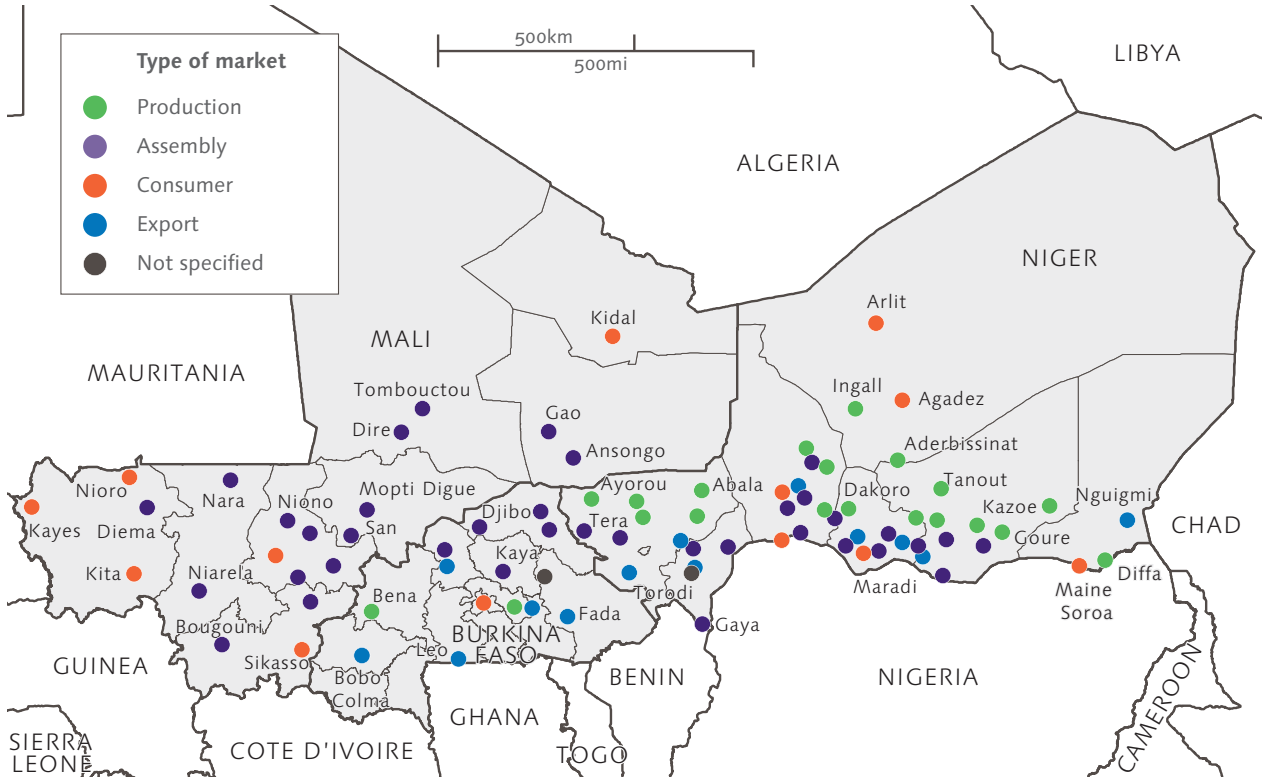 500km
500mi
LIBYA
Type of market
Production
Assembly
Consumer
Export
Not specified
ALGERIA
NIGER
Arlit
Kidal
MALI
MAURITANIA
Tombouctou
Ingall
Agadez
Gao
Dire
Ansongo
Aderbissinat
Nioro
Nara
Niono
Mopti Digue
Ayorou
Abala
Dakoro
Tanout
Kazoe
Nguigmi
Kayes
Diema
San
Djibo
Tera
Goure
CHAD
Kita
Niarela
Kaya
Torodi
Maradi
Maine
Soroa
Diffa
Bena
Fada
Gaya
Bougouni
BURKINA
FASO
Leo
GUINEA
Sikasso
Bobo
Colma
BENIN
NIGERIA
GHANA
CAMEROON
SIERRA
LEONE
COTE D'IVOIRE
TOGO